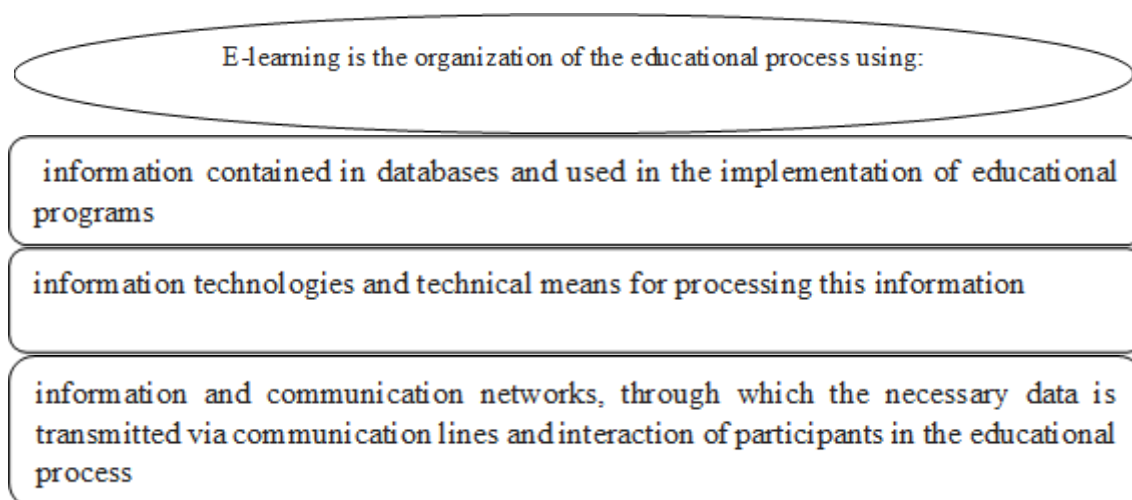 E-learning is the organization of the educational process using:
information contained in databases and used in the implementation of educational
programs
information technologies and technical means for processing this information
information and communication networks, through which the necessary data is
transmitted via communication lines and interaction of participants in the educational
process